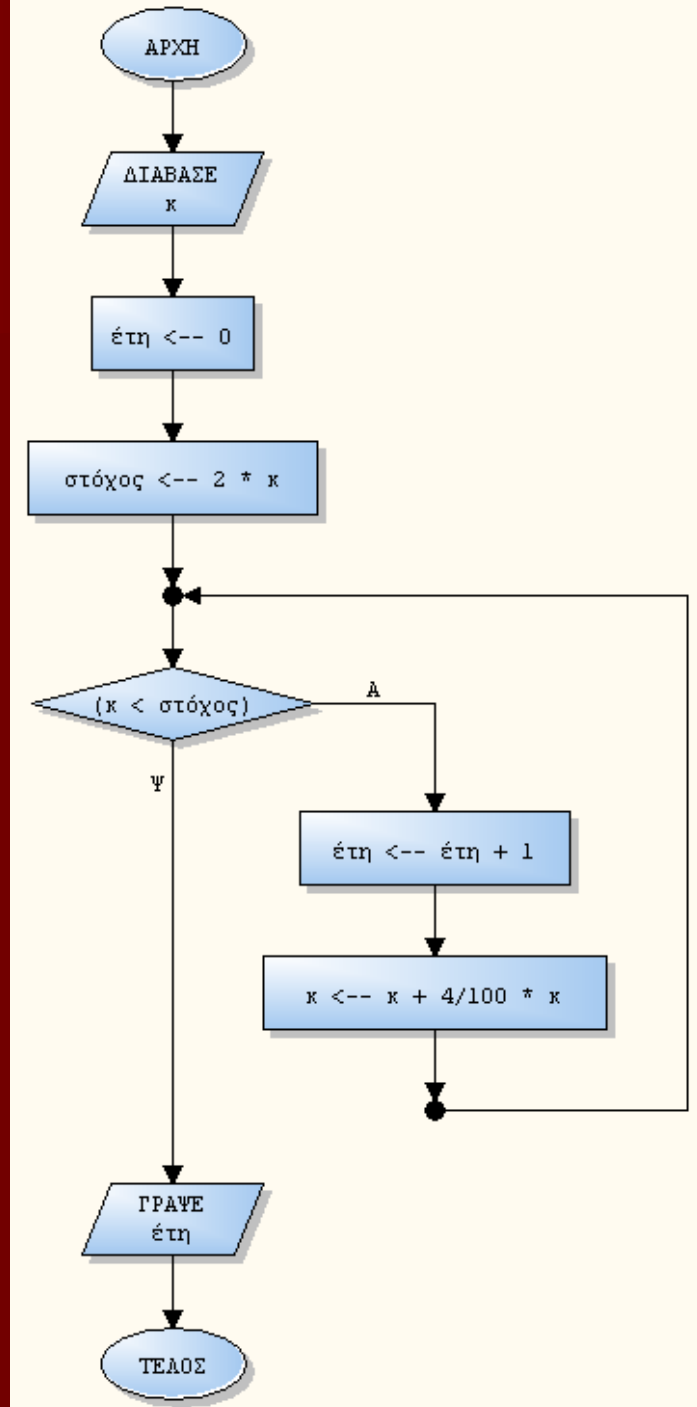 ΑΡΧΗ
ΔΙΑΒΑΣΕ
κ
έτη <-- 0
στόχος <-- 2 * κ
(κ < στόχος)
Α
Ψ
έτη <-- έτη + 1
κ <-- κ + 4/100 * κ
ΓΡΑΨΕ
έτη
ΤΕΛΟΣ